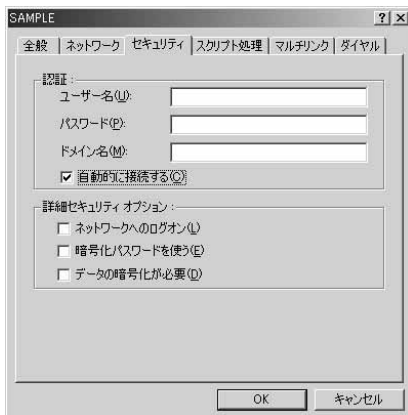 SAMPLE
全般 ネットワーク セキュリティ スクリプト処理 マルチリンク ダイヤル
認証:
ユーザー名(U):
パスワード(P):
ドメイン名(M):
自動的に接続する(C)
詳細セキュリティ オプション:
ネットワークへのログオン(L)
暗号化パスワードを使う(E)
データの暗号化が必要(D)
OK キャンセル